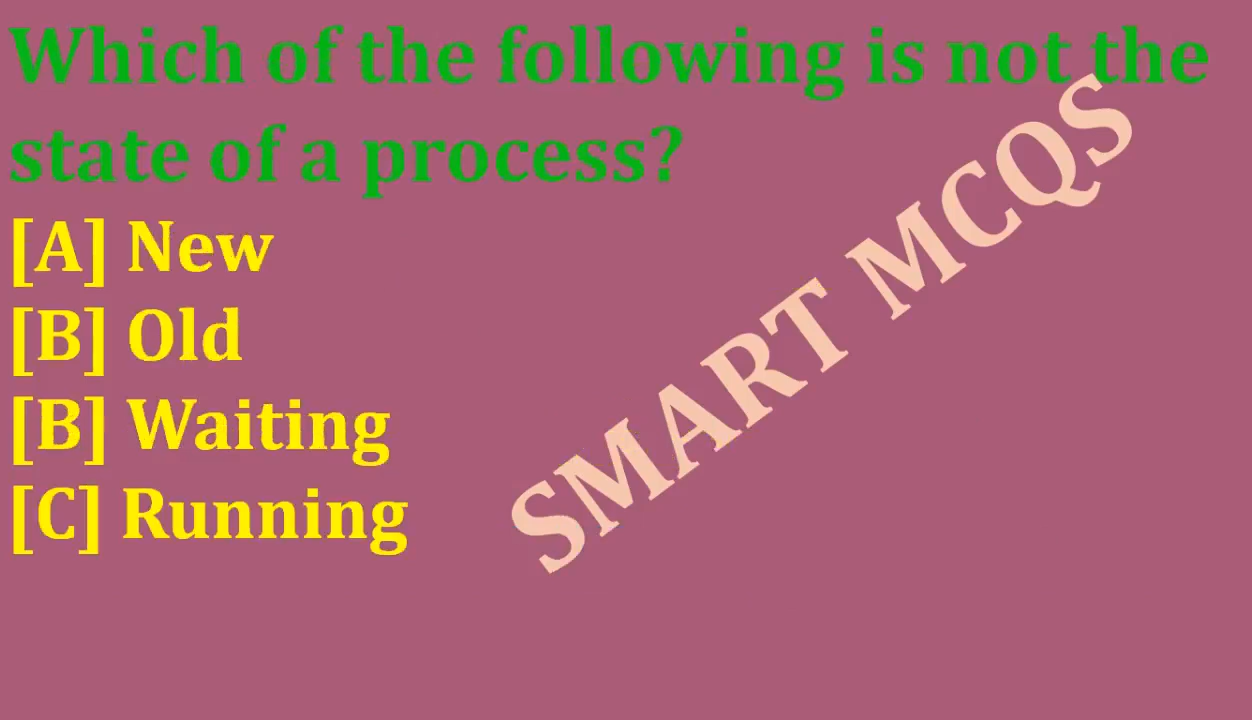 Which of the following is not the
state of a process?
[A] New
[B] Old
[B] Waiting
[C] Running
SMART MCQS